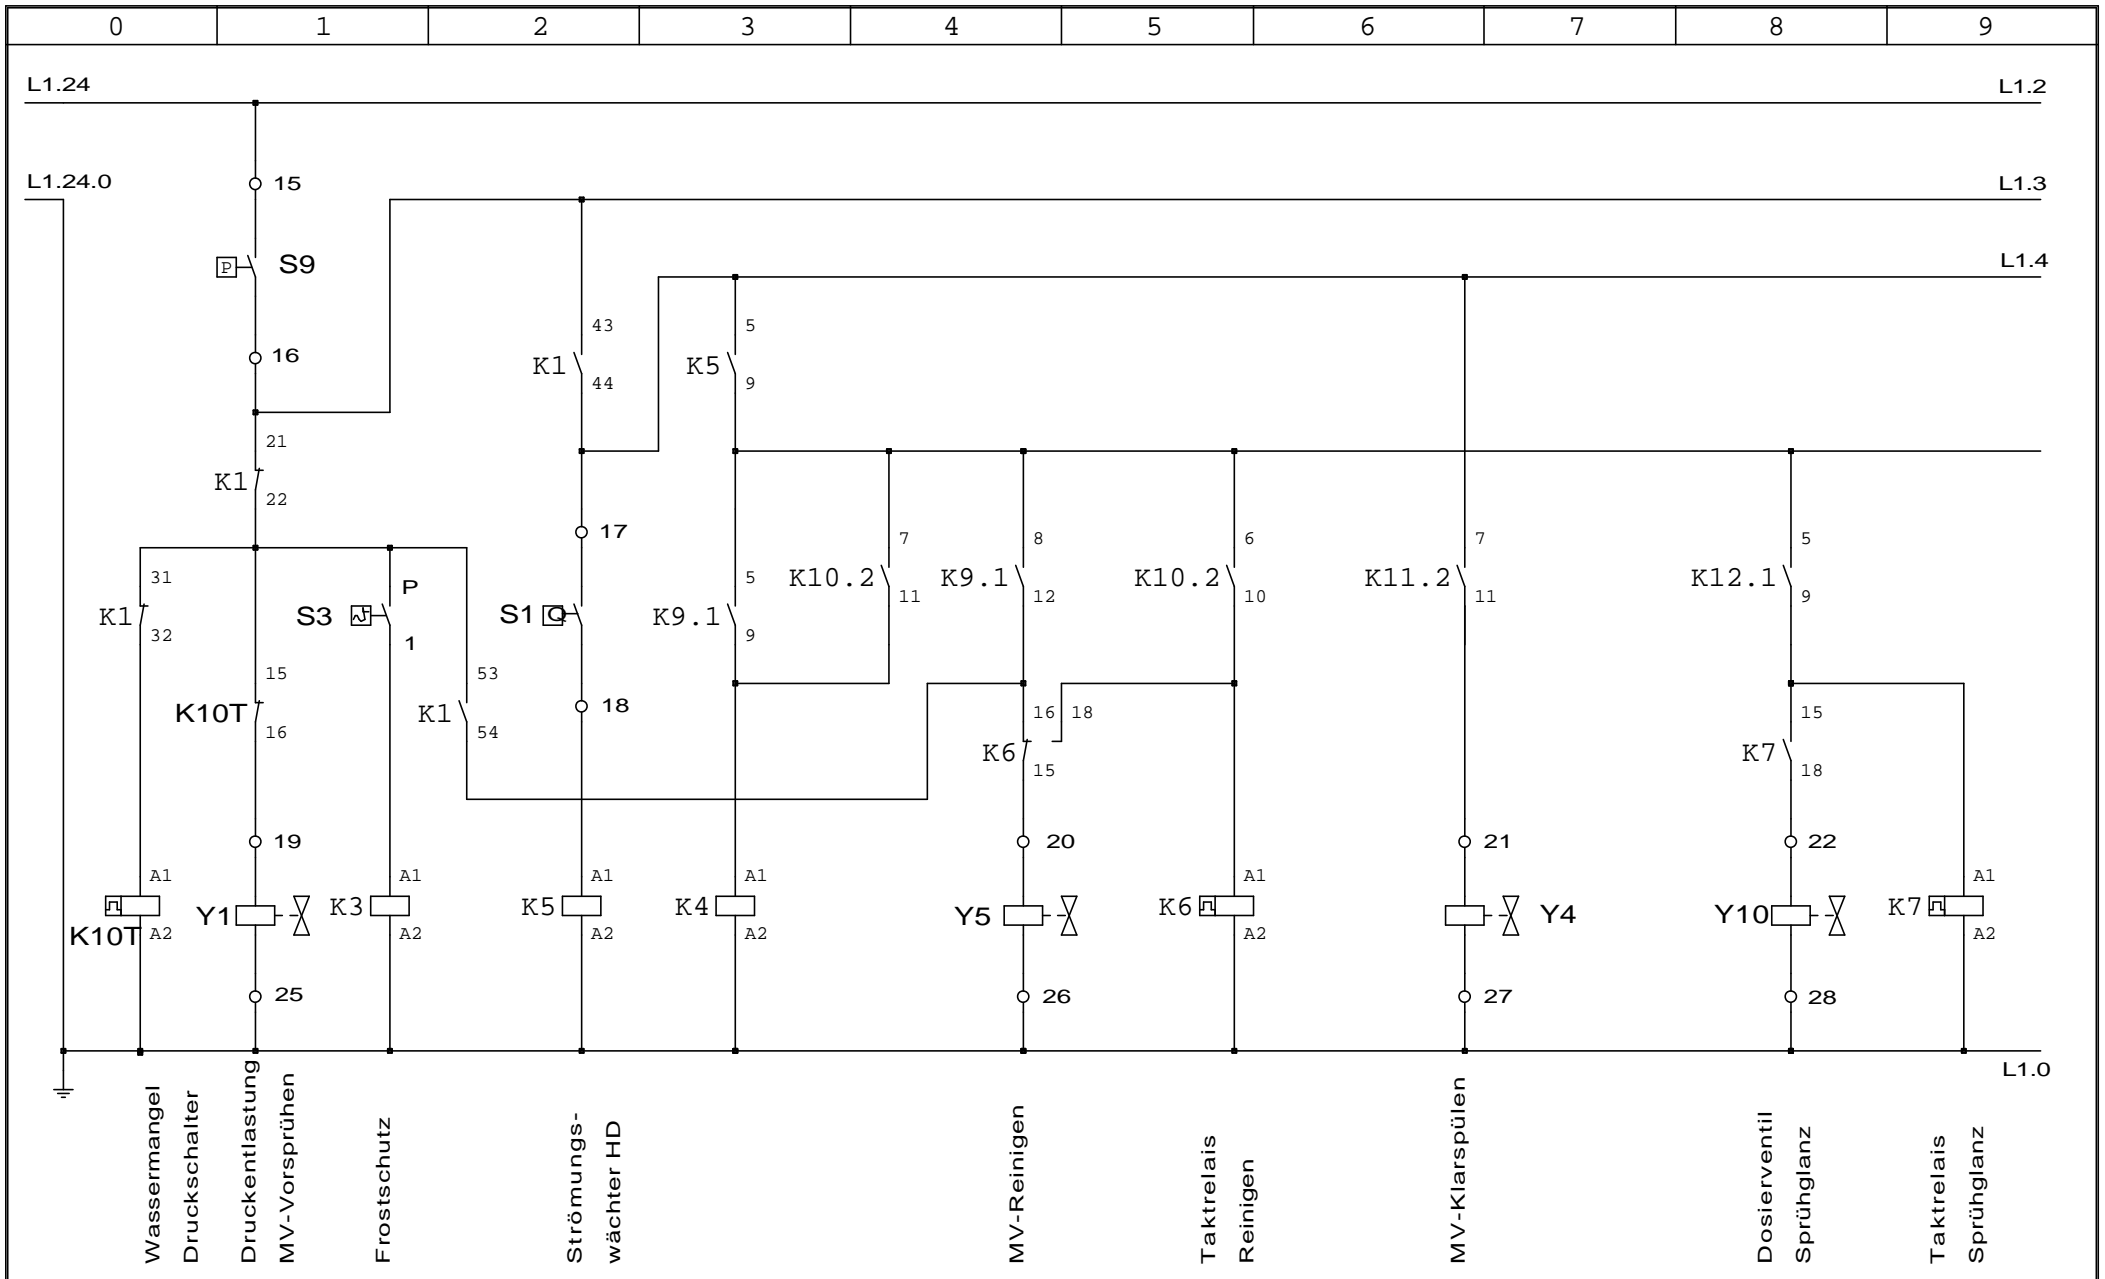 0 1 2 3 4 5 6 7 8 9
L1.24 L1.2
L1.24.0 15 L1.3
P S9 L1.4
43 5
16 K1 K5
44 9
21
K1
22
17
7 8 6 7 5
31 P 5 K10.2 K9.1 K10.2 K11.2 K12.1
11 12 10 11 9
K1 S3 S1 Q K9.1
32 1 9
15 53
K10T K1 18 16 18 15
16 54
K6 K7
15 18
19 20 21 22
A1 A1 A1 A1 A1 A1
Y1 K3 K5 K4 Y5 K6 Y4 Y10 K7
K10T A2 A2 A2 A2 A2 A2
25 26 27 28
L1.0
Wassermangel
Druckschalter
Druckentlastung
MV-Vorsprühen
Frostschutz
Strömungs-
wächter HD
MV-Reinigen
Taktrelais
Reinigen
MV-Klarspülen
Dosierventil
Sprühglanz
Taktrelais
Sprühglanz